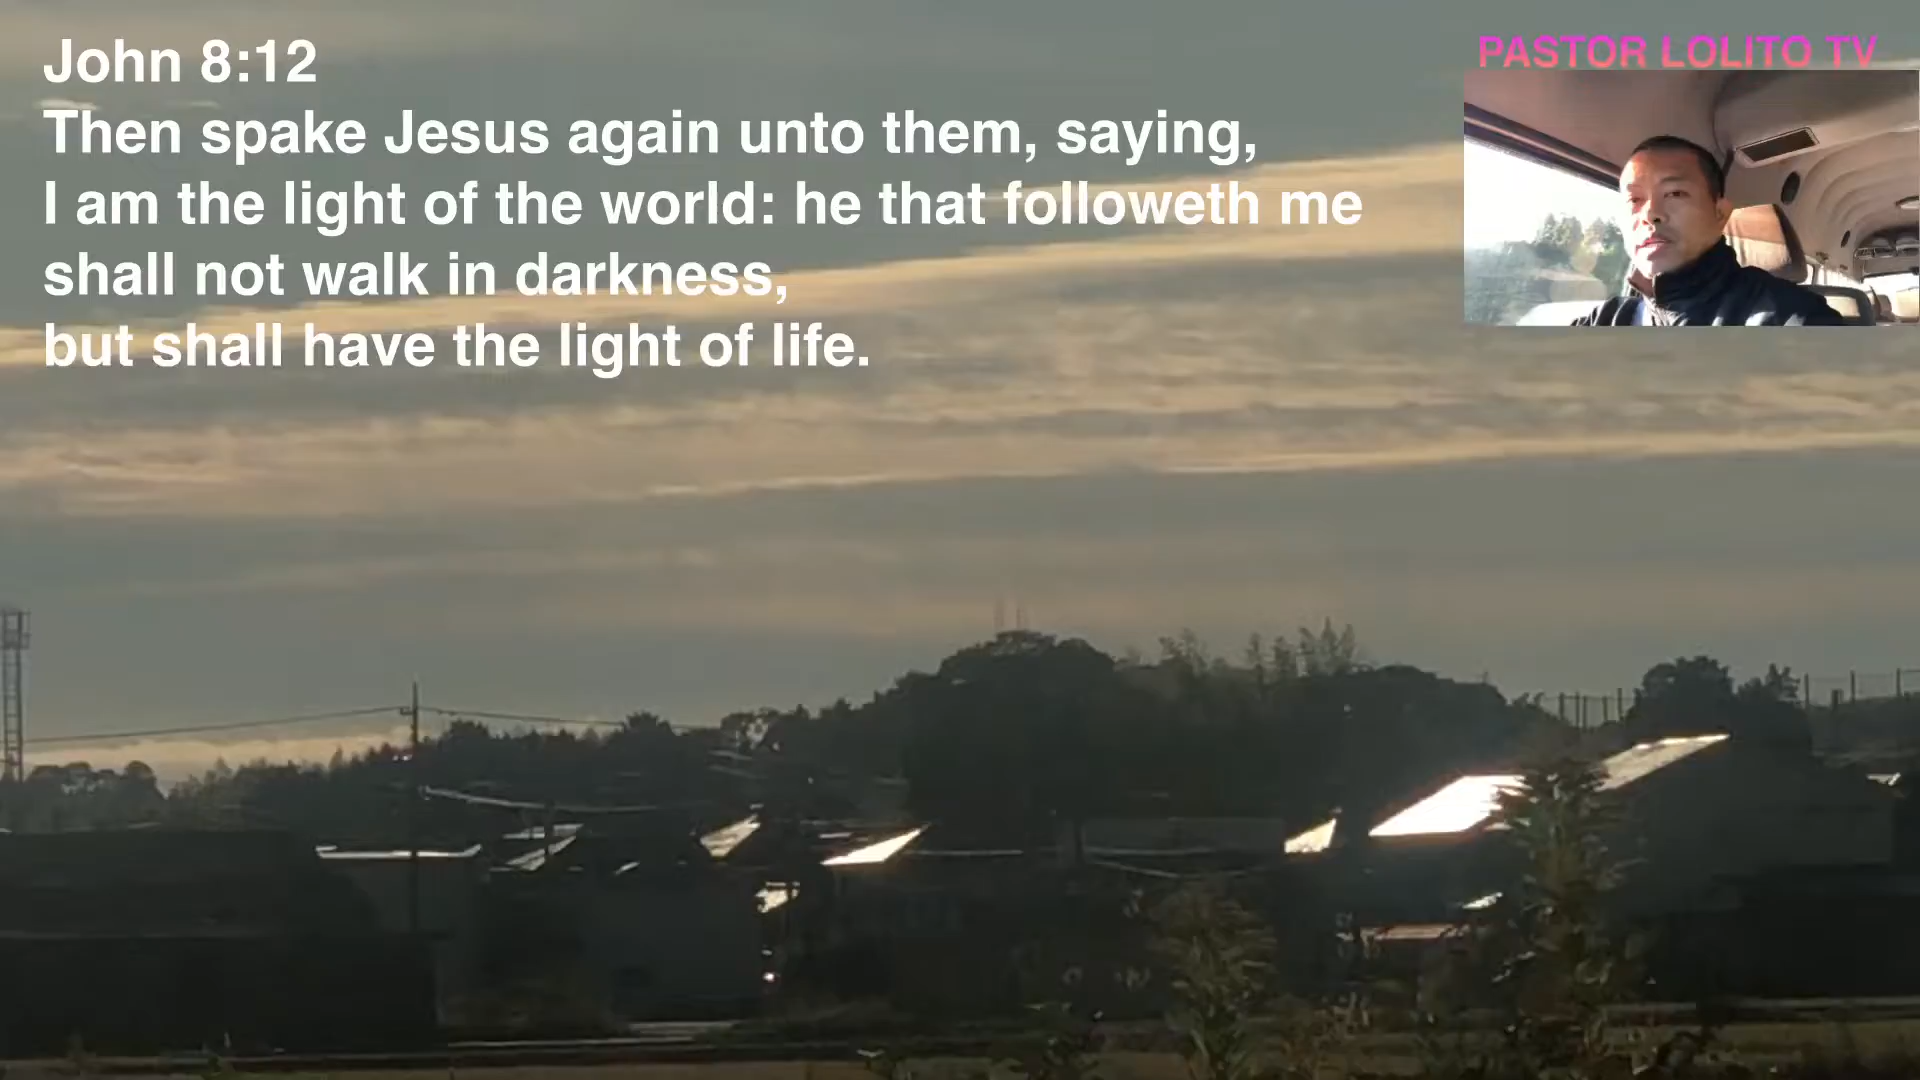 John 8:12
Then spake Jesus again unto them, saying,
I am the light of the world: he that followeth me
shall not walk in darkness,
but shall have the light of life.
PASTOR LOLITO TV